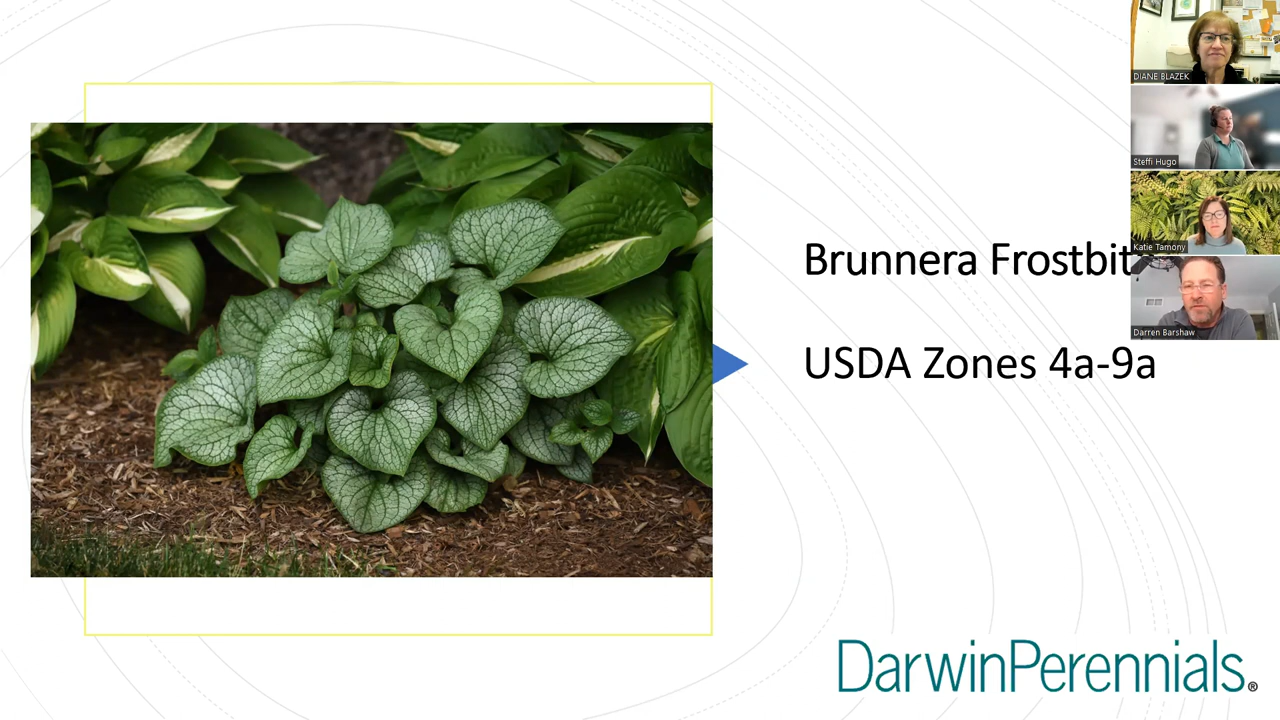 DIANE BLAZEK
Steffi Hugo
Katie Tamony
Darren Barshaw
Brunnera Frostbit
USDA Zones 4a-9a
DarwinPerennials.®